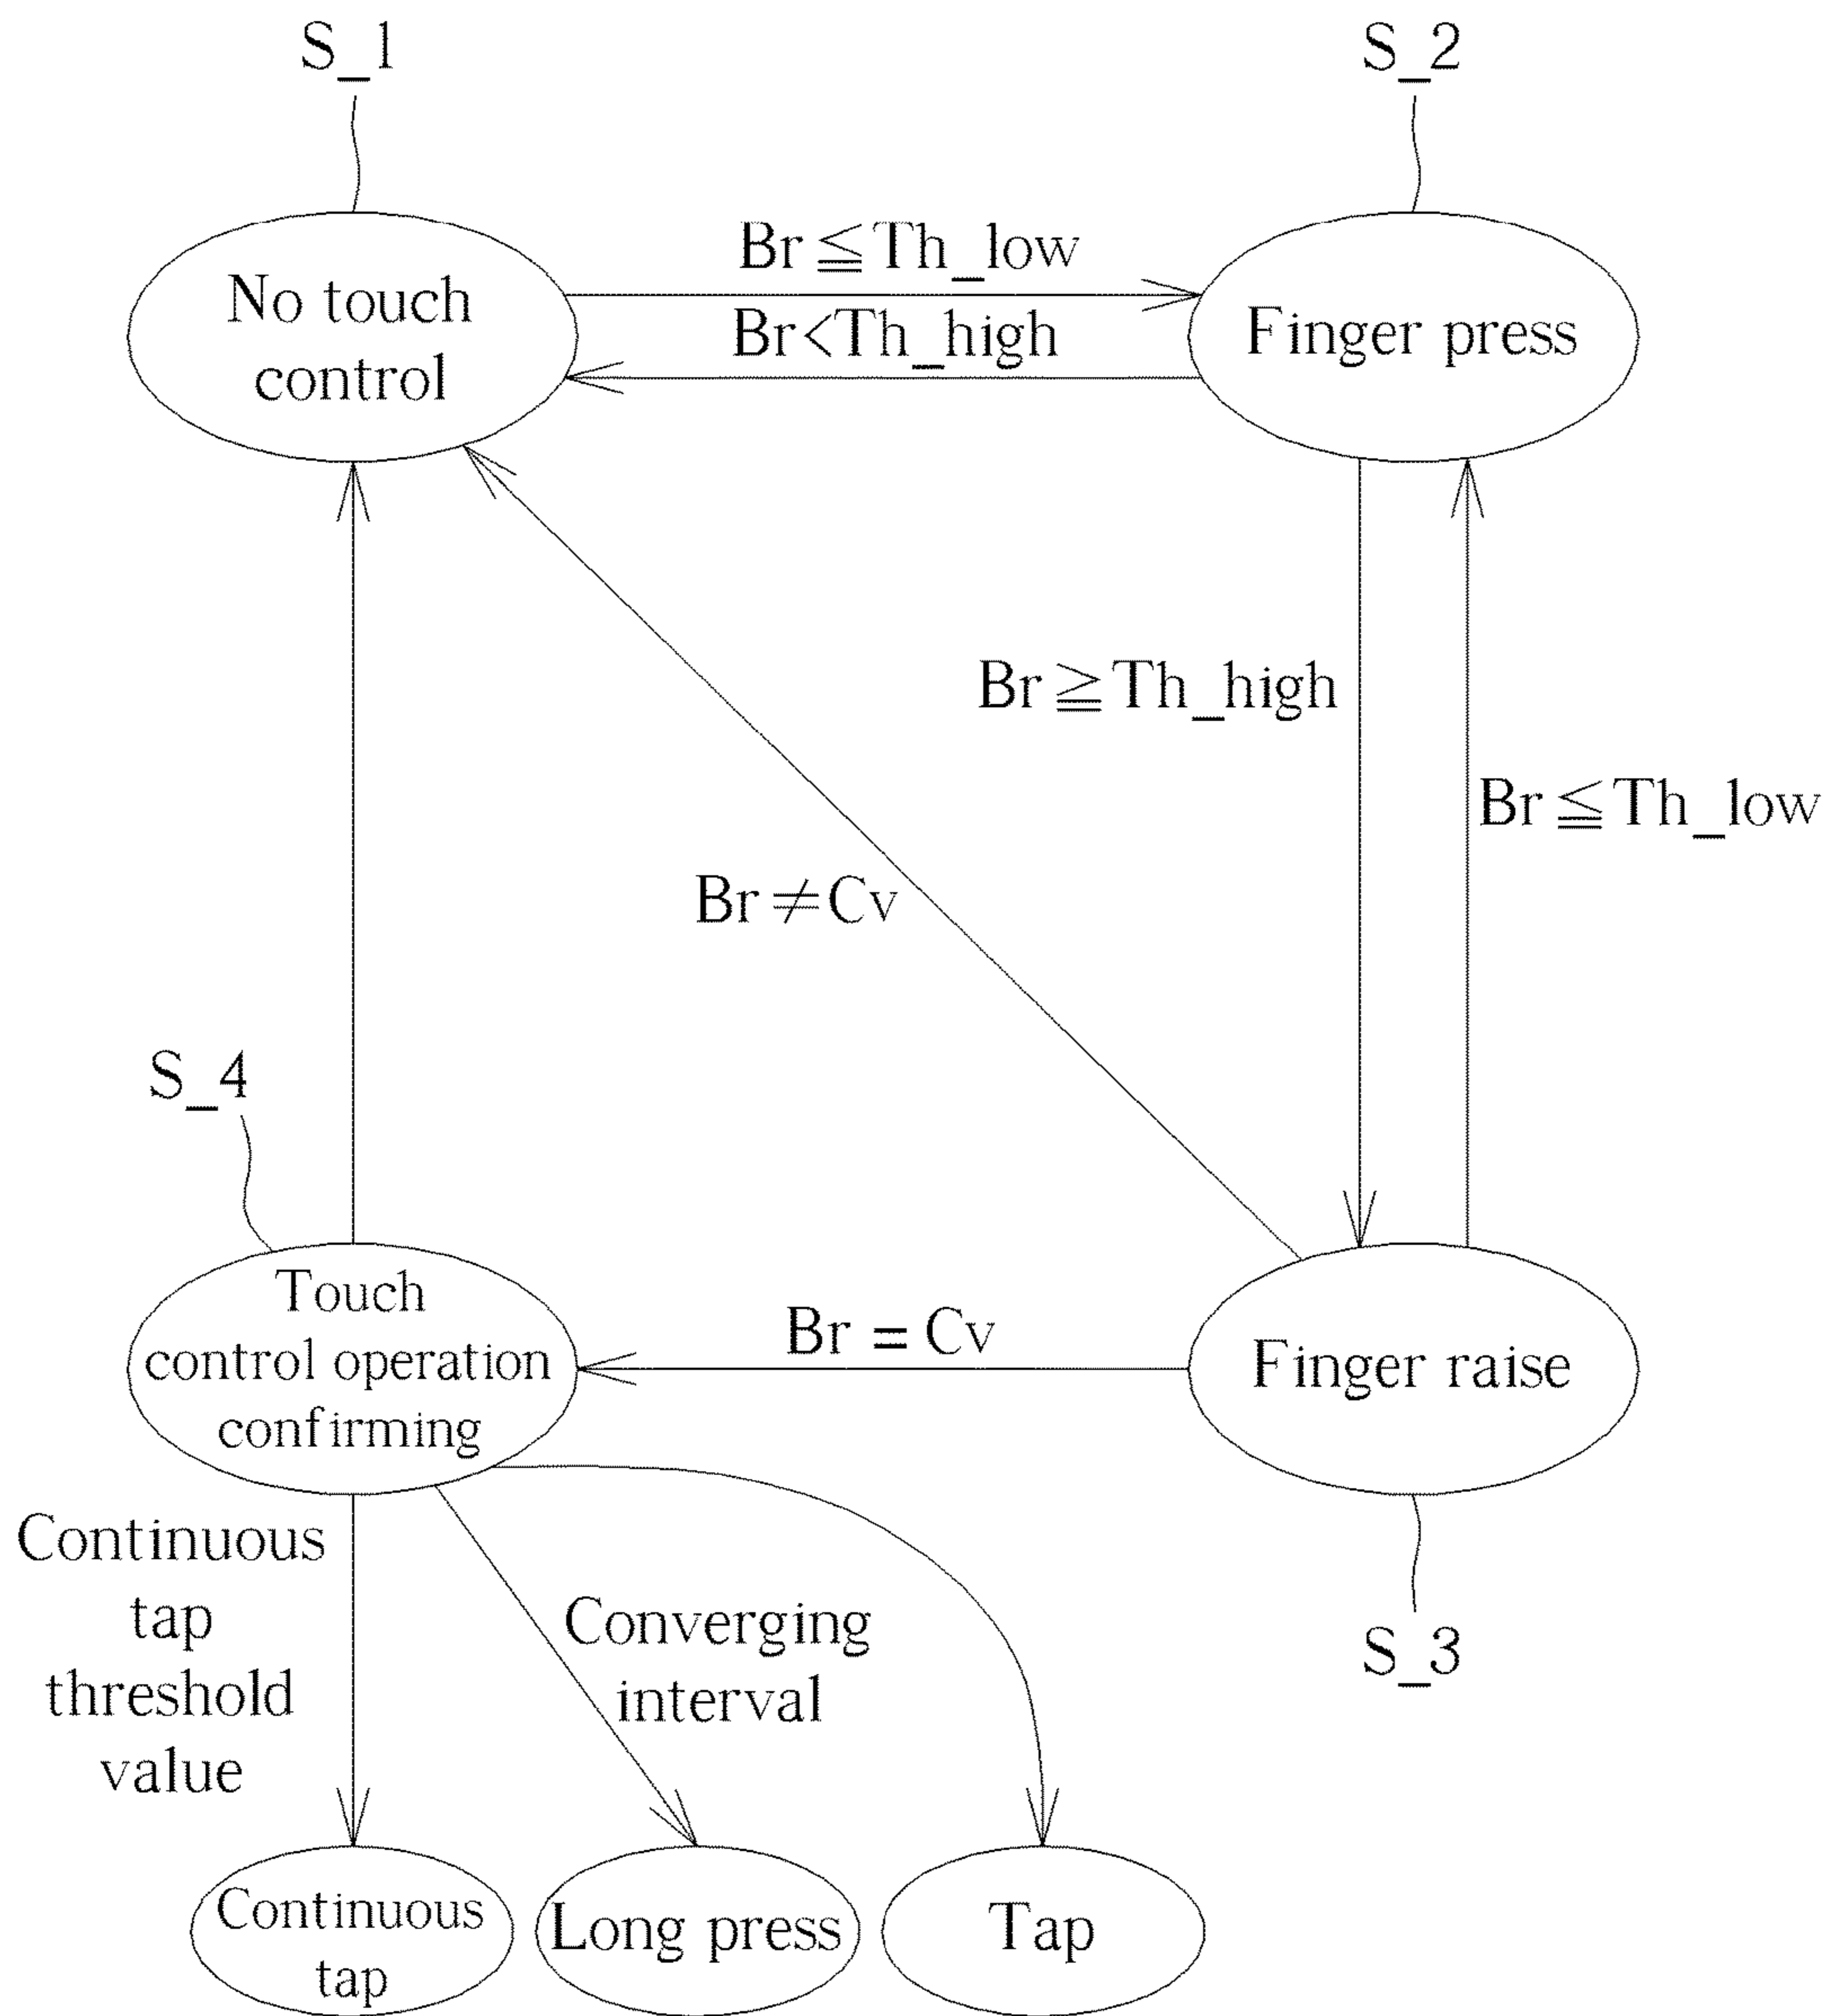 S_1
S_2
No touch
control
Br≦Th_low
Br<Th_high
Finger press
Br≧Th_high
Br≦Th_low
Br≠Cv
S_4
Touch
control operation
confirming
Br = Cv
Finger raise
S_3
Continuous
tap
threshold
value
Converging
interval
Continuous
tap
Long press
Tap